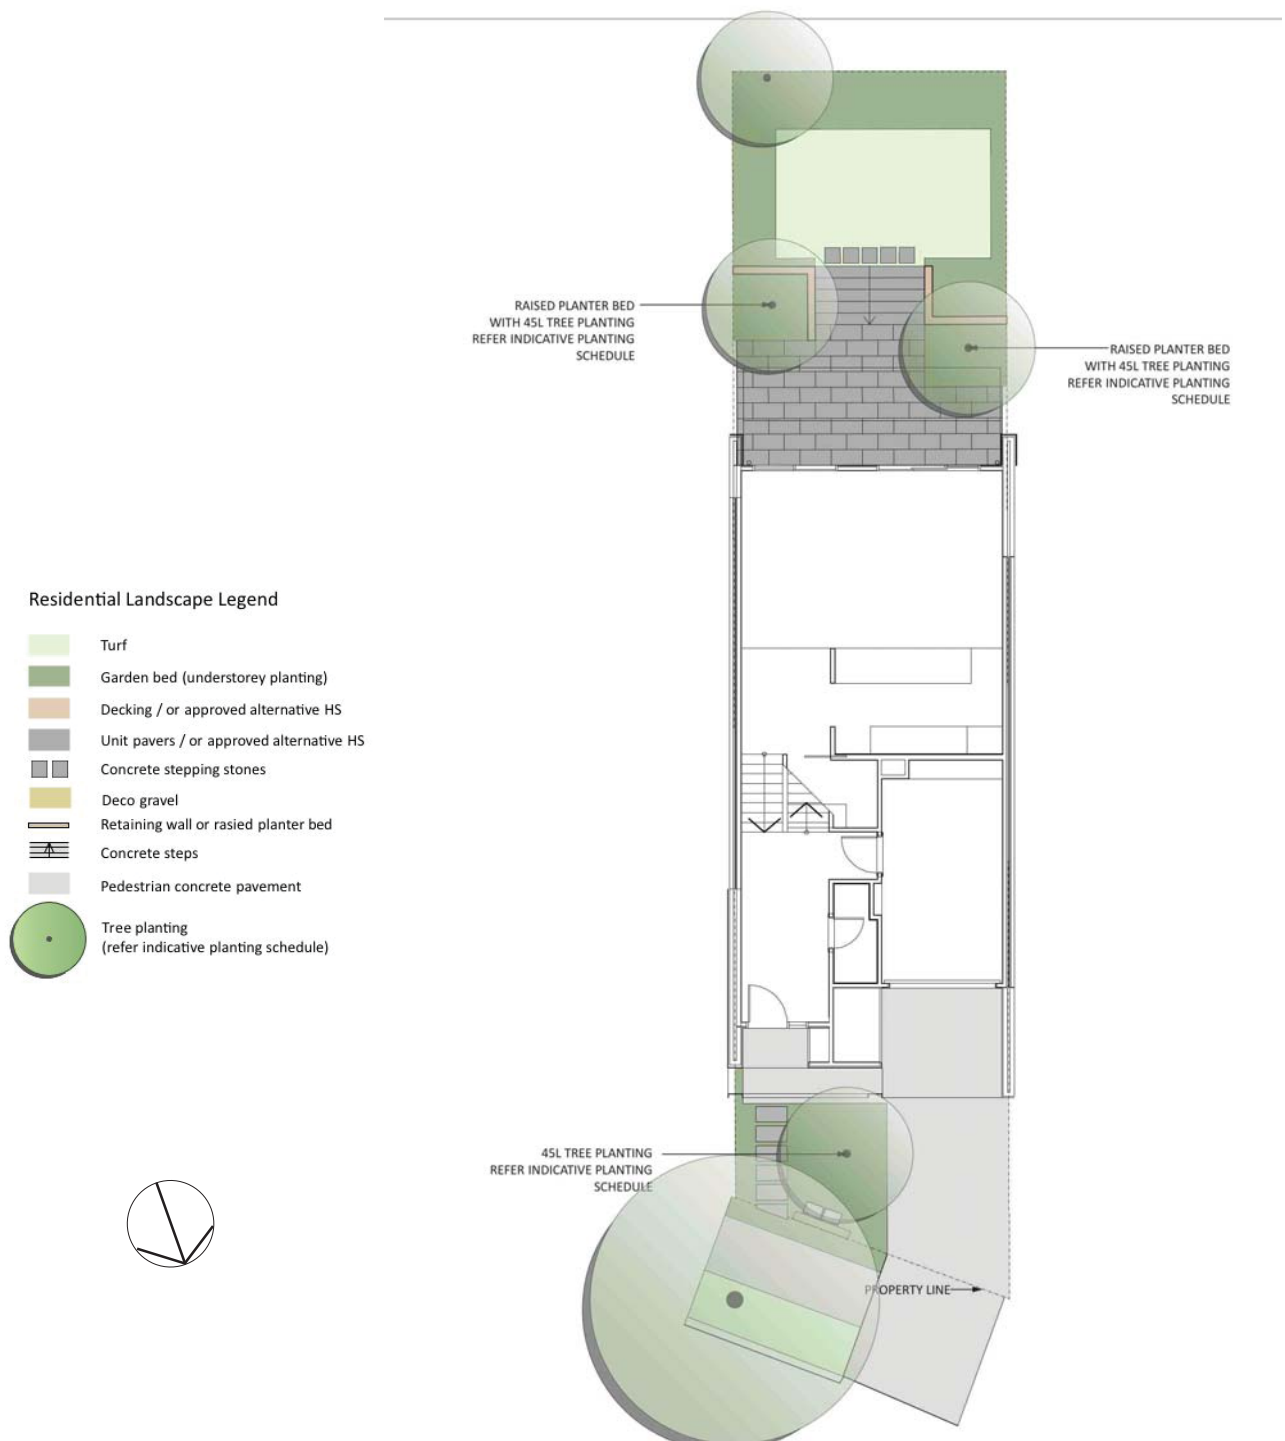 RAISED PLANTER BED
WITH 45L TREE PLANTING
REFER INDICATIVE PLANTING
SCHEDULE
RAISED PLANTER BED
WITH 45L TREE PLANTING
REFER INDICATIVE PLANTING
SCHEDULE
Residential Landscape Legend
Turf
Garden bed (understorey planting)
Decking / or approved alternative HS
Unit pavers / or approved alternative HS
Concrete stepping stones
Deco gravel
Retaining wall or rasied planter bed
Concrete steps
Pedestrian concrete pavement
Tree planting
(refer indicative planting schedule)
45L TREE PLANTING
REFER INDICATIVE PLANTING
SCHEDULE
PROPERTY LINE